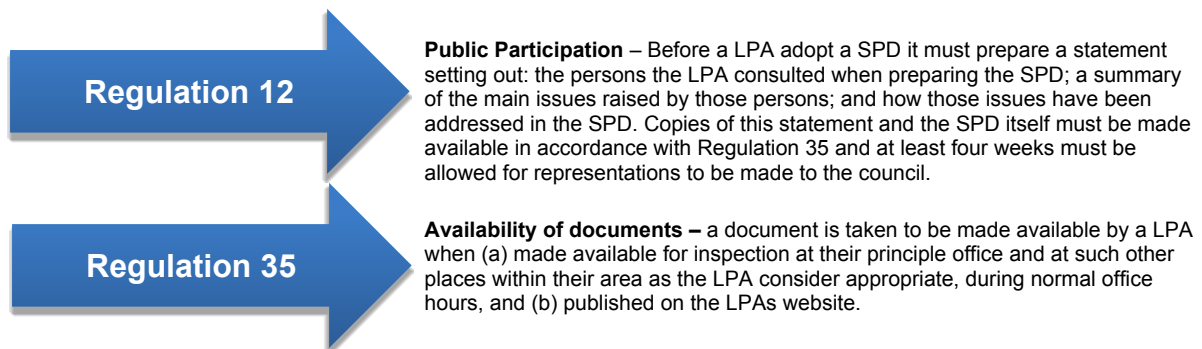 Regulation 12
Public Participation – Before a LPA adopt a SPD it must prepare a statement
setting out: the persons the LPA consulted when preparing the SPD; a summary
of the main issues raised by those persons; and how those issues have been
addressed in the SPD. Copies of this statement and the SPD itself must be made
available in accordance with Regulation 35 and at least four weeks must be
allowed for representations to be made to the council.
Regulation 35
Availability of documents – a document is taken to be made available by a LPA
when (a) made available for inspection at their principle office and at such other
places within their area as the LPA consider appropriate, during normal office
hours, and (b) published on the LPAs website.